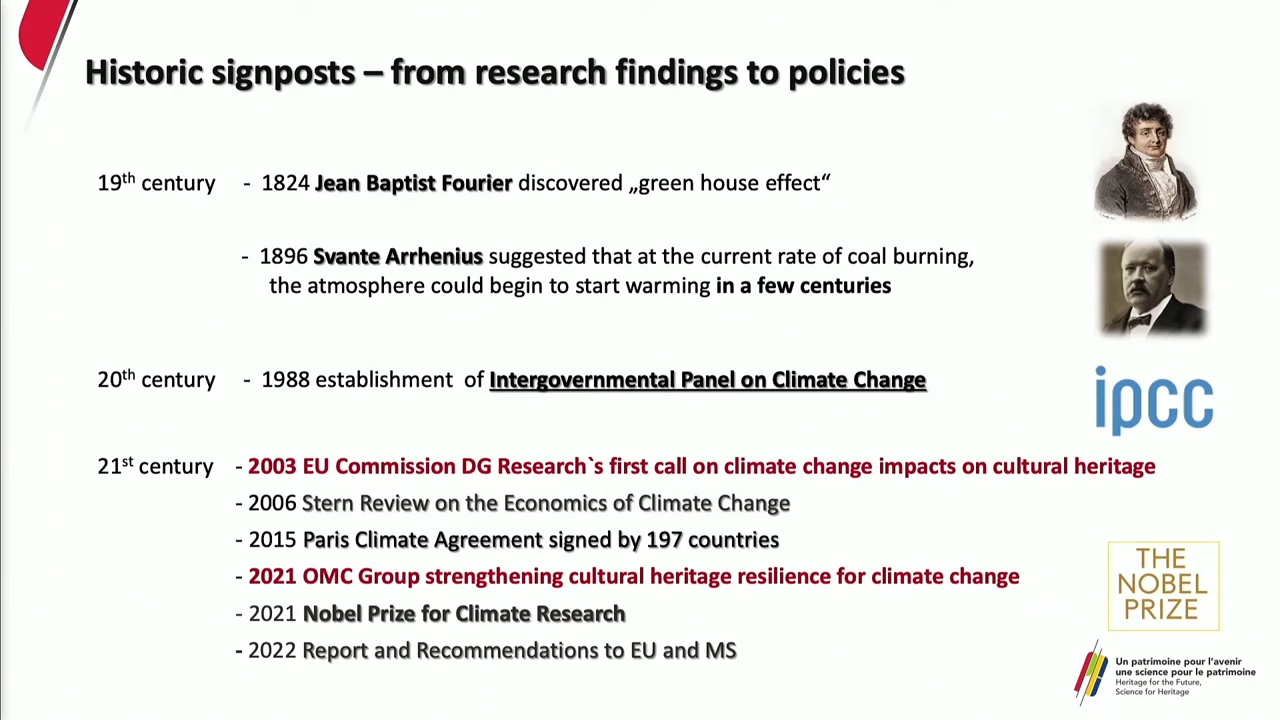 Historic signposts – from research findings to policies
19th century - 1824 Jean Baptist Fourier discovered „green house effect“
- 1896 Svante Arrhenius suggested that at the current rate of coal burning,
the atmosphere could begin to start warming in a few centuries
20th century - 1988 establishment of Intergovernmental Panel on Climate Change
ipcc
21st century - 2003 EU Commission DG Research`s first call on climate change impacts on cultural heritage
- 2006 Stern Review on the Economics of Climate Change
- 2015 Paris Climate Agreement signed by 197 countries
- 2021 OMC Group strengthening cultural heritage resilience for climate change
- 2021 Nobel Prize for Climate Research
- 2022 Report and Recommendations to EU and MS
THE
NOBEL
PRIZE
Un patrimoine pour l'avenir
une science pour le patrimoine
Heritage for the Future,
Science for Heritage